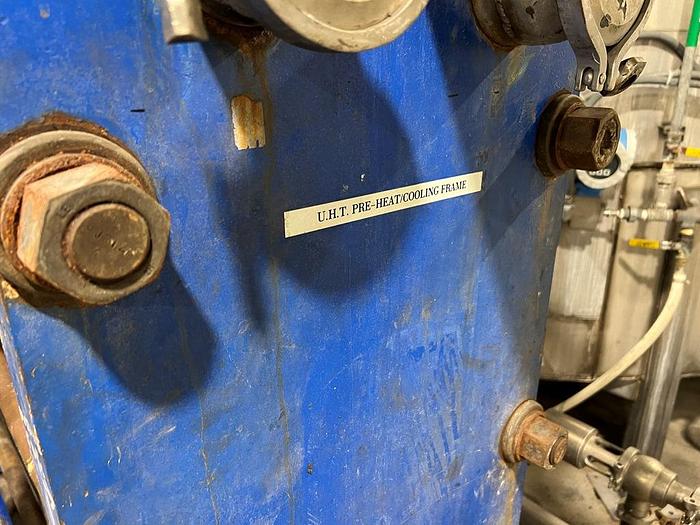 U.H.T. PRE-HEAT/COOLING FRAME